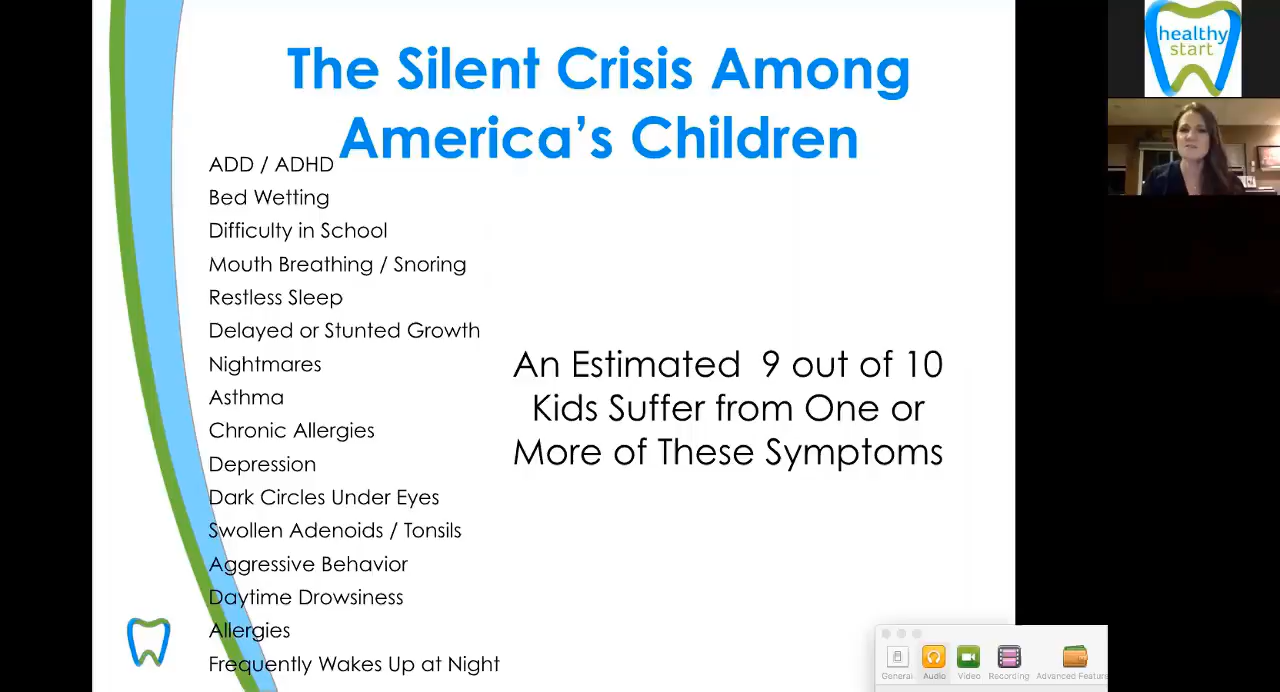 The Silent Crisis Among
America's Children
ADD / ADHD
Bed Wetting
Difficulty in School
Mouth Breathing / Snoring
Restless Sleep
Delayed or Stunted Growth
Nightmares
Asthma
Chronic Allergies
Depression
Dark Circles Under Eyes
Swollen Adenoids / Tonsils
Aggressive Behavior
Daytime Drowsiness
Allergies
Frequently Wakes Up at Night
An Estimated 9 out of 10
Kids Suffer from One or
More of These Symptoms
healthy
start
General Audio Video Recording Advanced Featur